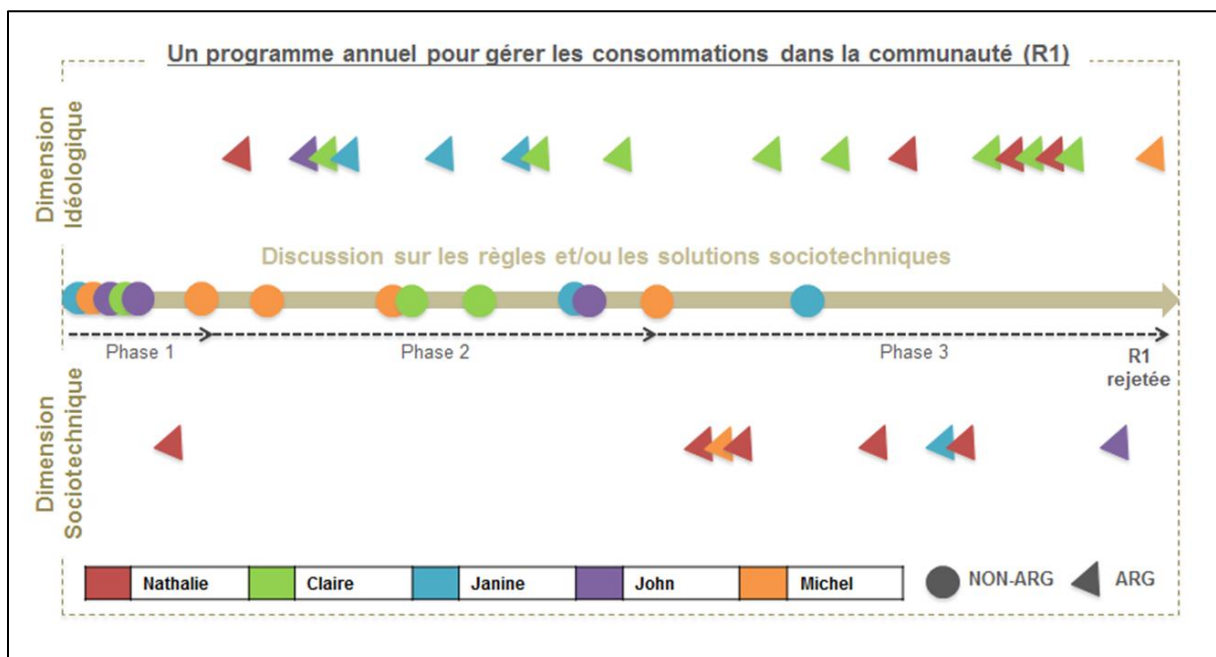 Un programme annuel pour gérer les consommations dans la communauté (R1)
Dimension
Idéologique
Discussion sur les règles et/ou les solutions sociotechniques
Phase 1
Phase 2
Phase 3
R1
rejetée
Dimension
Sociotechnique
Nathalie
Claire
Janine
John
Michel
NON-ARG
ARG